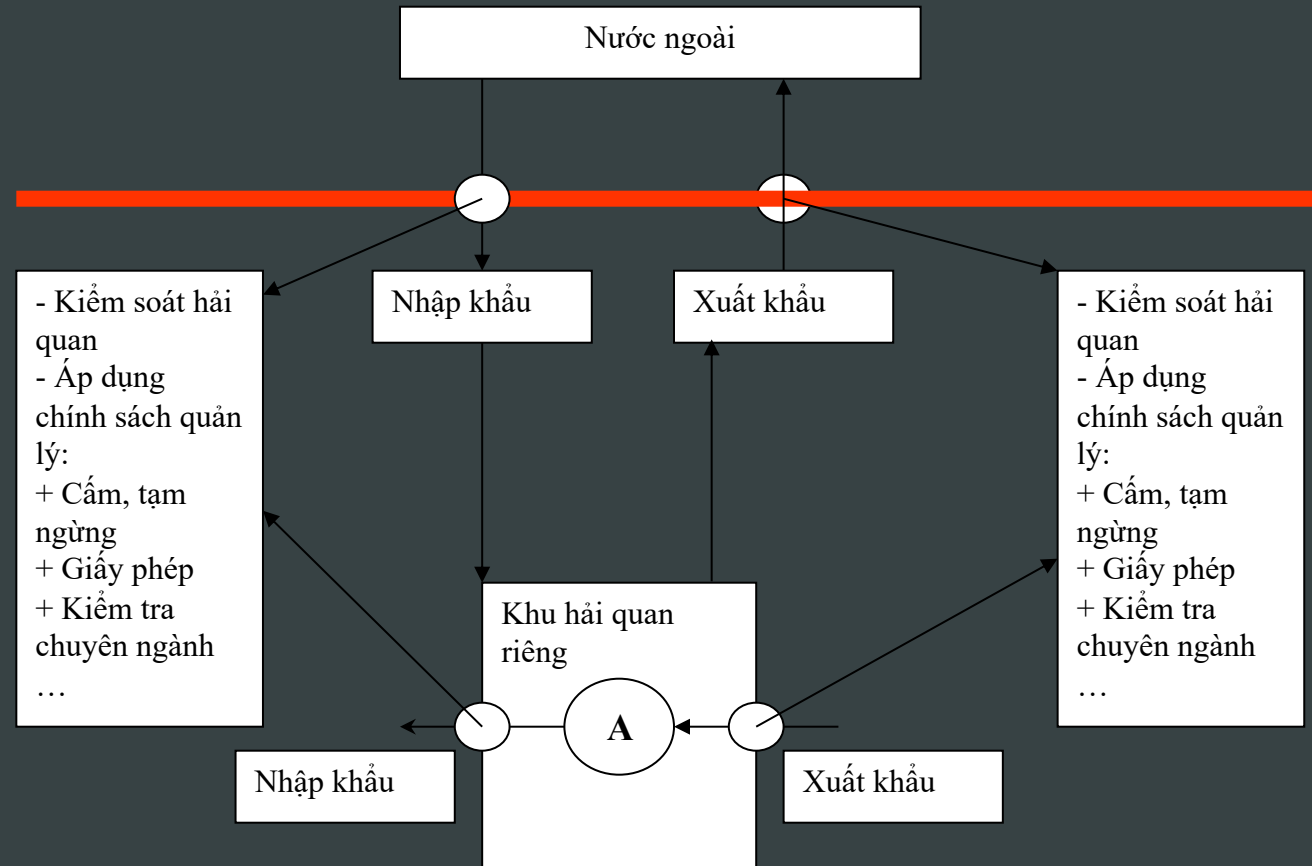 Nước ngoài
- Kiểm soát hải
quan
- Áp dụng
chính sách quản
lý:
+ Cấm, tạm
ngừng
+ Giấy phép
+ Kiểm tra
chuyên ngành
…
Nhập khẩu
Xuất khẩu
- Kiểm soát hải
quan
- Áp dụng
chính sách quản
lý:
+ Cấm, tạm
ngừng
+ Giấy phép
+ Kiểm tra
chuyên ngành
…
Khu hải quan
riêng
A
Nhập khẩu
Xuất khẩu